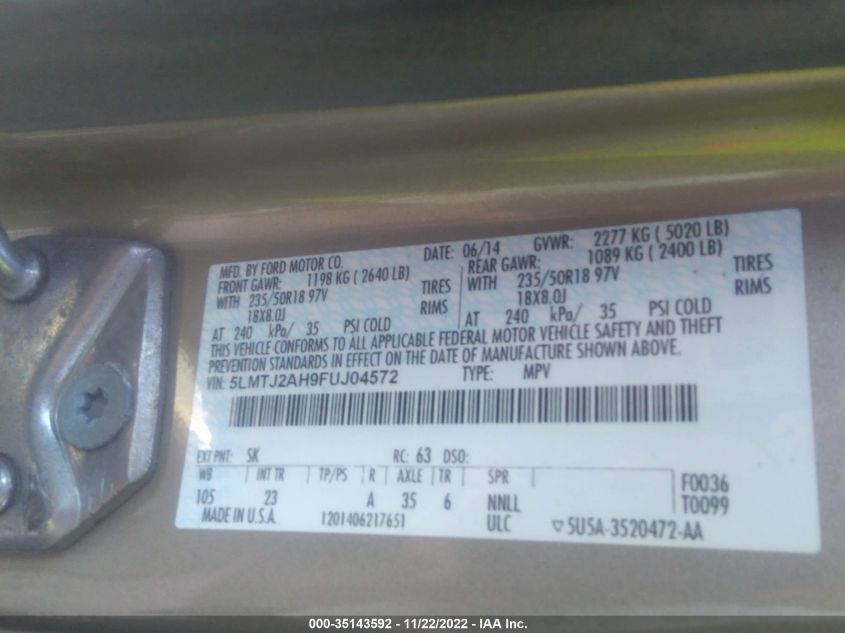 MFD. BY FORD MOTOR CO. DATE: 06/14 GVWR: 2277 KG ( 5020 LB)
FRONT GAWR: 1198 KG ( 2640 LB) REAR GAWR: 1089 KG ( 2400 LB)
WITH 235/50R18 97V TIRES WITH 235/50R18 97V TIRES
18X8.0J RIMS 18X8.0J RIMS
AT 240 kPa/ 35 PSI COLD AT 240 kPa/ 35 PSI COLD
THIS VEHICLE CONFORMS TO ALL APPLICABLE FEDERAL MOTOR VEHICLE SAFETY AND THEFT
PREVENTION STANDARDS IN EFFECT ON THE DATE OF MANUFACTURE SHOWN ABOVE.
VIN: 5LMTJ2AH9FUJ04572 TYPE: MPV
EXT PNT: SK RC: 63 DSO:
WB INT TR TP/PS R AXLE TR SPR F0036
105 23 A 35 6 NNLL T0099
MADE IN U.S.A. 1201406217651 ULC ▽5U5A-3520472-AA
000-35143592 - 11/22/2022 - IAA Inc.